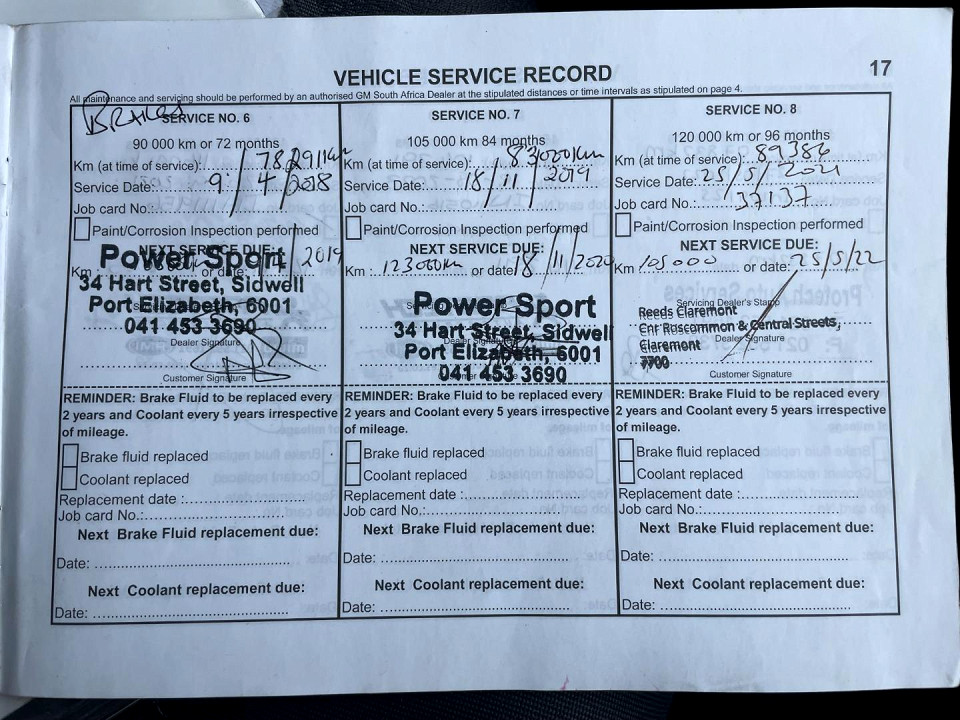 17
VEHICLE SERVICE RECORD
All maintenance and servicing should be performed by an authorised GM South Africa Dealer at the stipulated distances or time intervals as stipulated on page 4.
BRAKES
SERVICE NO. 6
90 000 km or 72 months
Km (at time of service): 78291km
Service Date: 9/4/2018
Job card No.:
Paint/Corrosion Inspection performed
NEXT SERVICE DUE:
Km : or date: 2019
Power Sport
34 Hart Street, Sidwell
Port Elizabeth, 6001
041 453 3690
Dealer Signature
Customer Signature
REMINDER: Brake Fluid to be replaced every
2 years and Coolant every 5 years irrespective
of mileage.
Brake fluid replaced
Coolant replaced
Replacement date :
Job card No.:
Next Brake Fluid replacement due:
Date:
Next Coolant replacement due:
Date:
SERVICE NO. 7
105 000 km 84 months
Km (at time of service): 83000km
Service Date: 18/11/2019
Job card No.:
Paint/Corrosion Inspection performed
NEXT SERVICE DUE:
Km : 123000km or date 18/11/2020
Power Sport
34 Hart Street, Sidwell
Port Elizabeth, 6001
041 453 3690
REMINDER: Brake Fluid to be replaced every
2 years and Coolant every 5 years irrespective
of mileage.
Brake fluid replaced
Coolant replaced
Replacement date :
Job card No.:
Next Brake Fluid replacement due:
Date:
Next Coolant replacement due:
Date:
SERVICE NO. 8
120 000 km or 96 months
Km (at time of service): 89386
Service Date: 25/5/2021
Job card No.: 37137
Paint/Corrosion Inspection performed
NEXT SERVICE DUE:
Km 105000 or date: 25/5/22
Servicing Dealer's Stamp
Reeds Claremont
Cnr Roscommon & Central Streets,
Dealer Signature
Claremont
7700
Customer Signature
REMINDER: Brake Fluid to be replaced every
2 years and Coolant every 5 years irrespective
of mileage.
Brake fluid replaced
Coolant replaced
Replacement date :
Job card No.:
Next Brake Fluid replacement due:
Date:
Next Coolant replacement due:
Date: